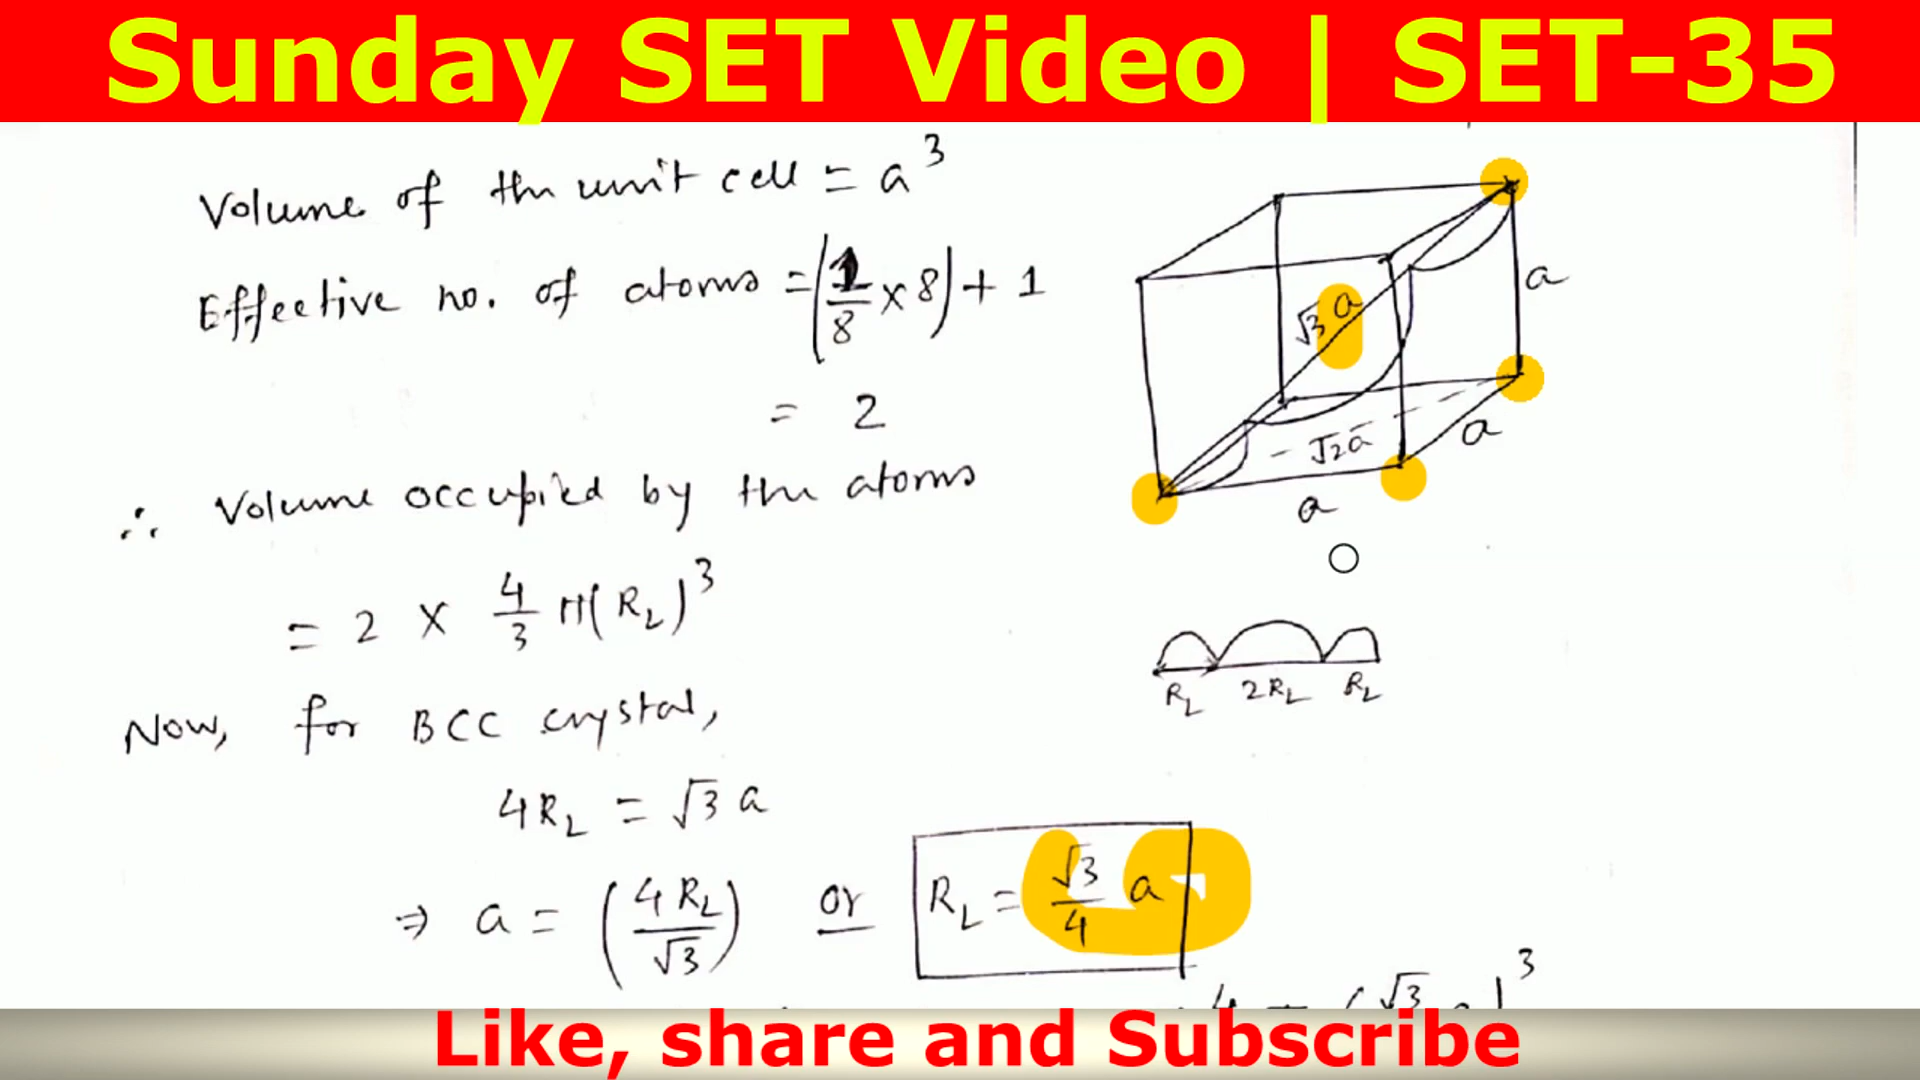 Sunday SET Video | SET-35
Volume of the unit cell = a³
Effective no. of atoms = (1/8 × 8) + 1
= 2
∴ Volume occupied by the atoms
= 2 × 4/3 π(R_L)³
Now, for BCC crystal,
4R_L = √3 a
⇒ a = (4R_L/√3) or R_L = √3/4 a
√3 a
a
a
√2 a
a
R_L 2R_L R_L
Like, share and Subscribe